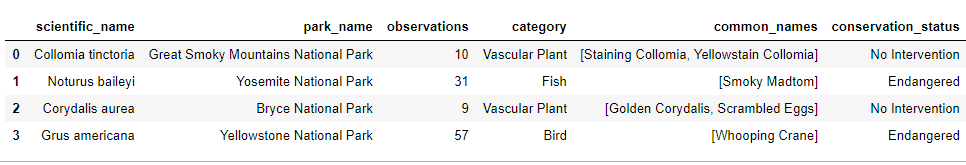 scientific_name park_name observations category common_names conservation_status
0 Collomia tinctoria Great Smoky Mountains National Park 10 Vascular Plant [Staining Collomia, Yellowstain Collomia] No Intervention
1 Noturus baileyi Yosemite National Park 31 Fish [Smoky Madtom] Endangered
2 Corydalis aurea Bryce National Park 9 Vascular Plant [Golden Corydalis, Scrambled Eggs] No Intervention
3 Grus americana Yellowstone National Park 57 Bird [Whooping Crane] Endangered